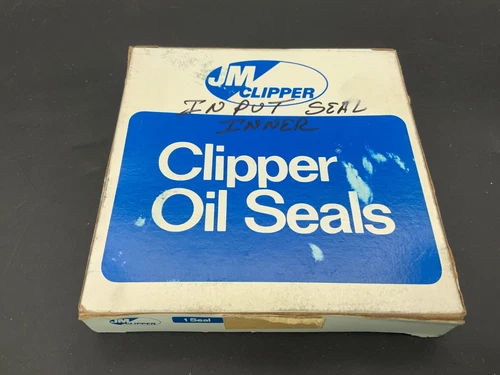 JM
CLIPPER
INPUT SEAL
INNER
Clipper
Oil Seals
JM CLIPPER
1 Seal